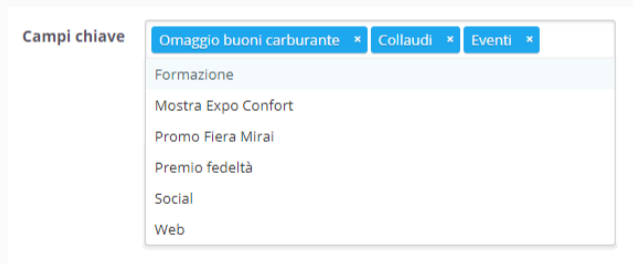 Campi chiave
Omaggio buoni carburante × Collaudi × Eventi ×
Formazione
Mostra Expo Confort
Promo Fiera Mirai
Premio fedeltà
Social
Web